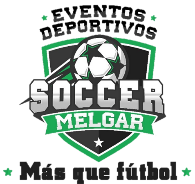 EVENTOS
DEPORTIVOS
SOCCER
MELGAR
Más que fútbol